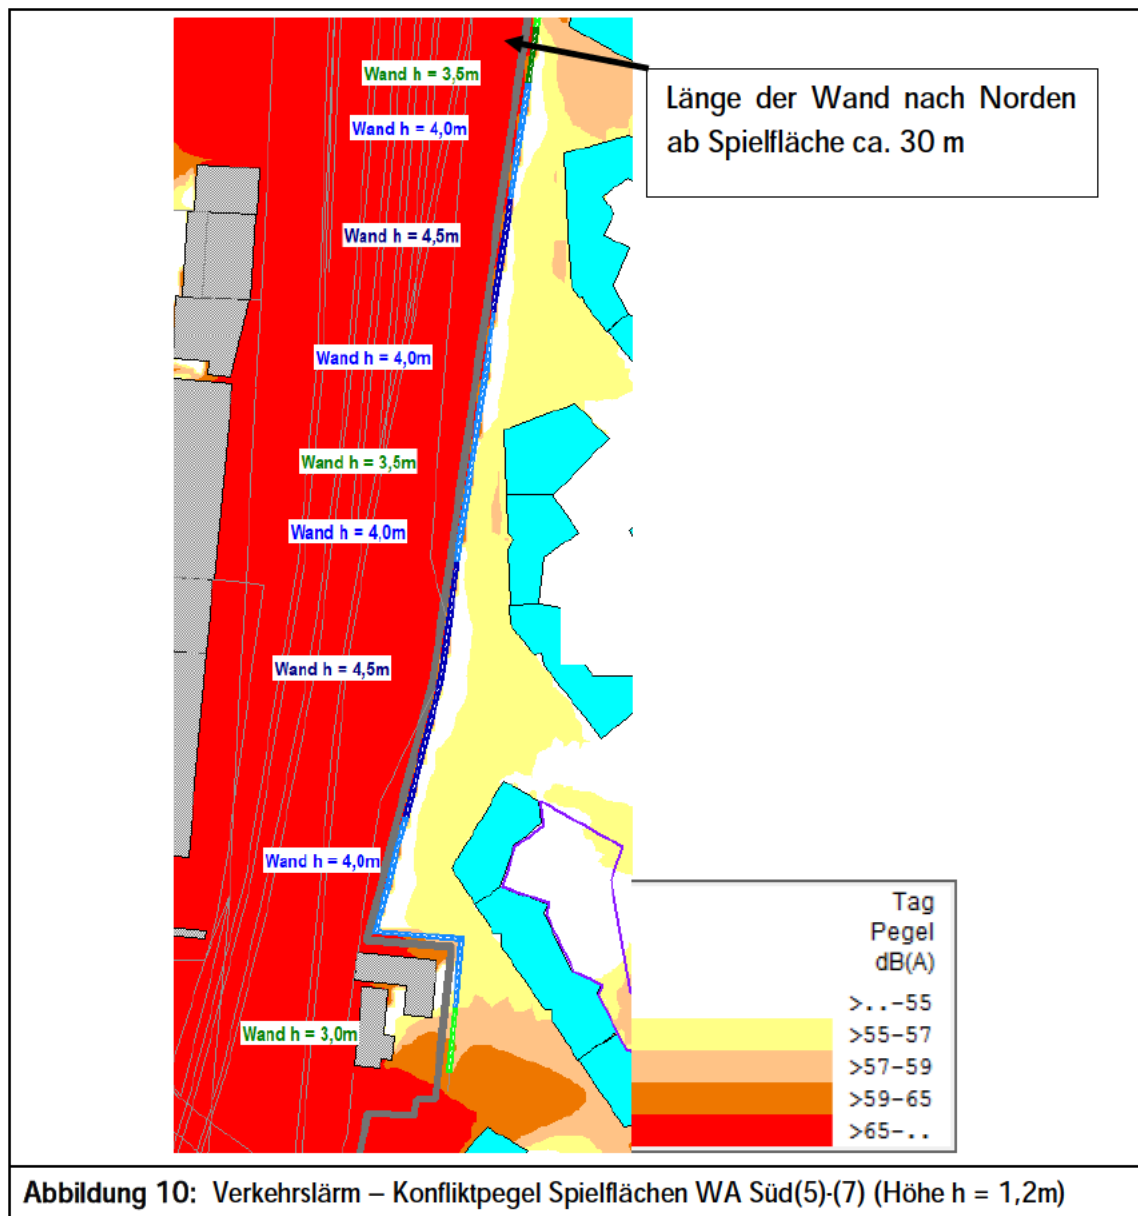 Wand h = 3,5m
Länge der Wand nach Norden
ab Spielfläche ca. 30 m
Wand h = 4,0m
Wand h = 4,5m
Wand h = 4,0m
Wand h = 3,5m
Wand h = 4,0m
Wand h = 4,5m
Wand h = 4,0m
Wand h = 3,0m
Tag
Pegel
dB(A)
>..-55
>55-57
>57-59
>59-65
>65-..
Abbildung 10: Verkehrslärm – Konfliktpegel Spielflächen WA Süd(5)-(7) (Höhe h = 1,2m)